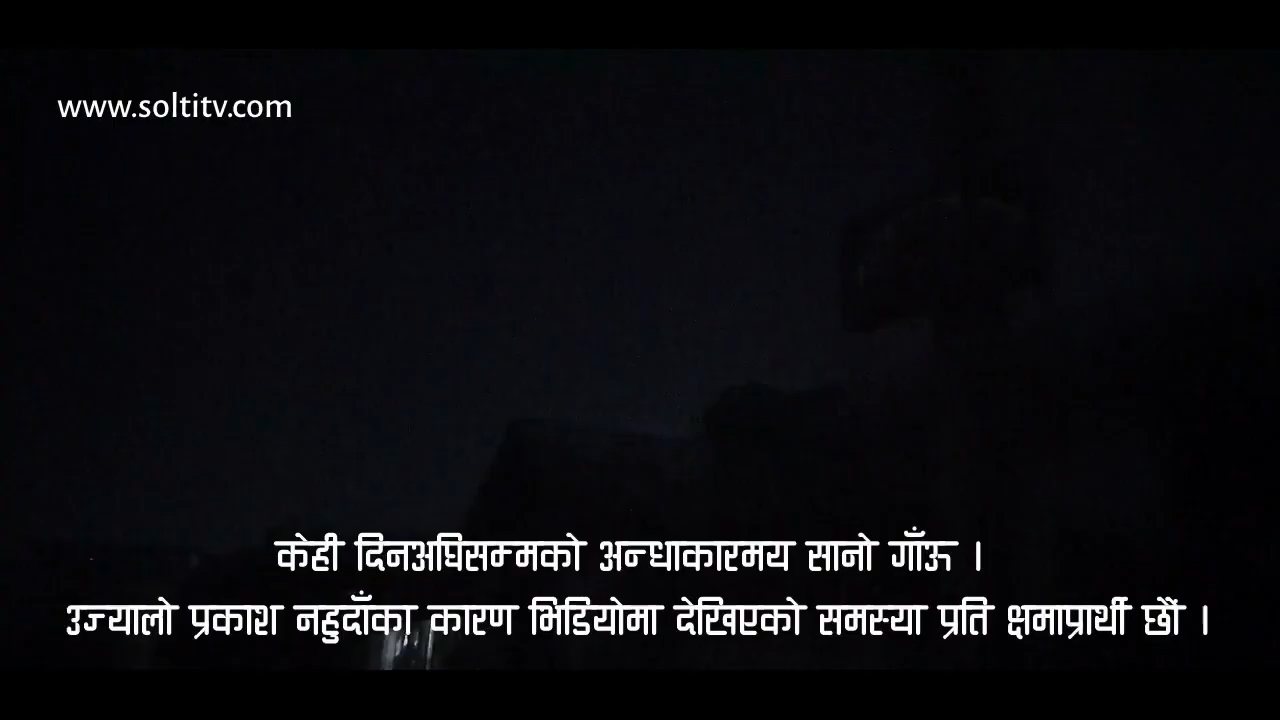 www.soltitv.com
केही दिनअघिसम्मको अन्धाकारमय सानो गाँऊ ।
उज्यालो प्रकाश नहुदाँका कारण भिडियोमा देखिएको समस्या प्रति क्षमाप्रार्थी छौं ।